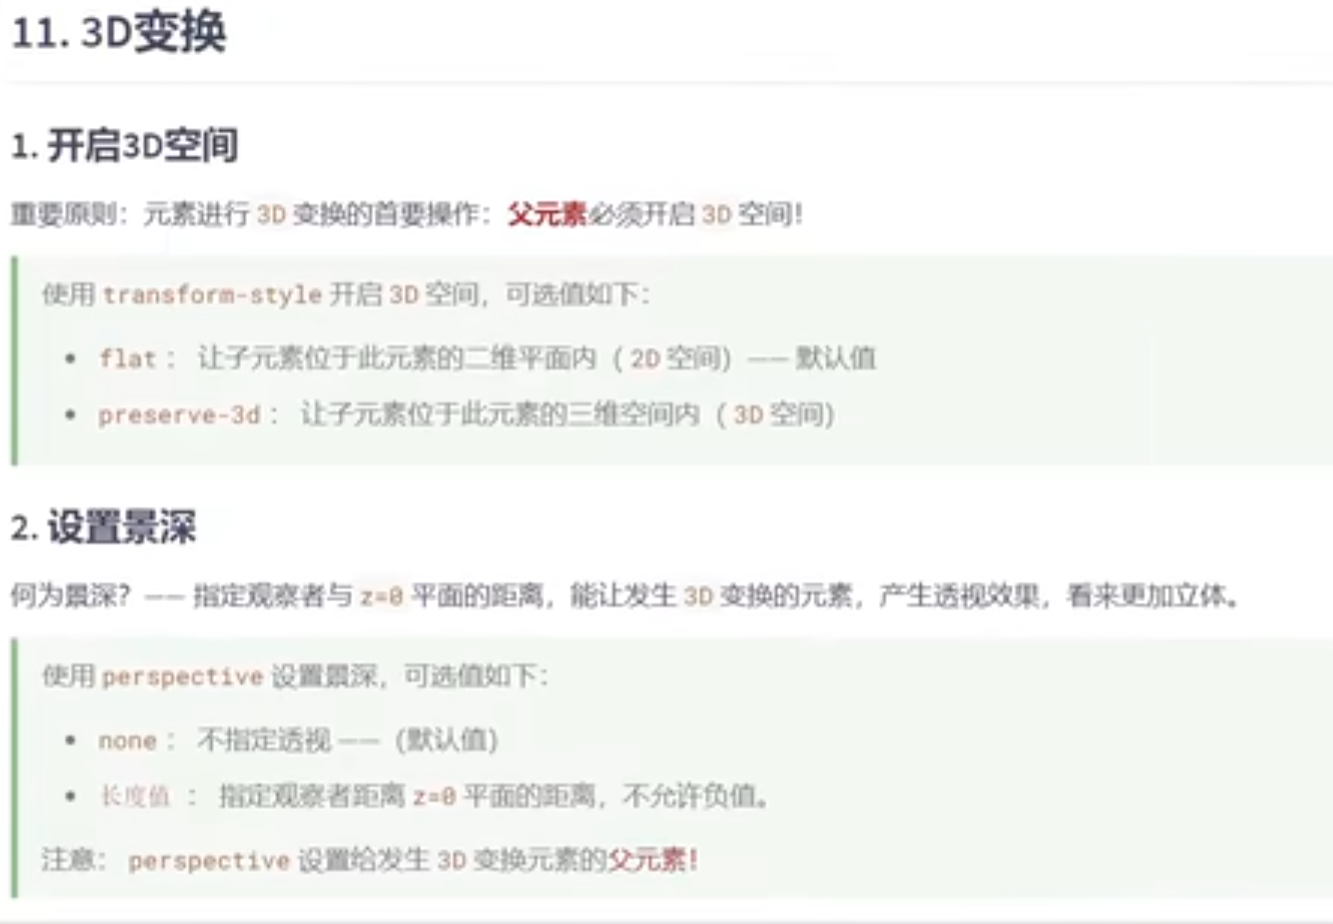 11. 3D变换
1. 开启3D空间
重要原则：元素进行 3D 变换的首要操作：父元素必须开启 3D 空间！
使用 transform-style 开启 3D 空间，可选值如下：
• flat ： 让子元素位于此元素的二维平面内（ 2D 空间）—— 默认值
• preserve-3d ： 让子元素位于此元素的三维空间内（ 3D 空间）
2. 设置景深
何为景深？—— 指定观察者与 z=0 平面的距离，能让发生 3D 变换的元素，产生透视效果，看来更加立体。
使用 perspective 设置景深，可选值如下：
• none ： 不指定透视 ——（默认值）
• 长度值 ： 指定观察者距离 z=0 平面的距离，不允许负值。
注意： perspective 设置给发生 3D 变换元素的父元素！